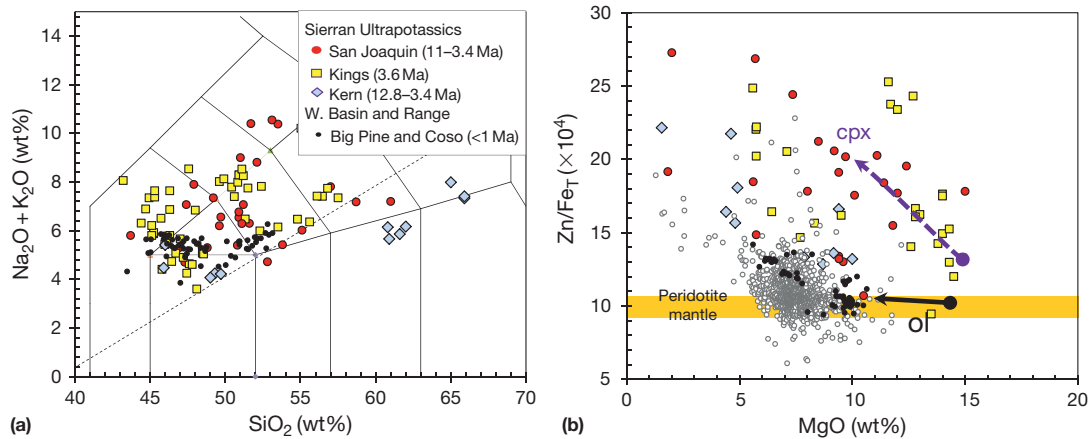 14
12
10
8
6
4
2
0
40
45
50
55
60
65
70
Na₂O + K₂O (wt%)
SiO₂ (wt%)
(a)
Sierran Ultrapotassics
San Joaquin (11–3.4 Ma)
Kings (3.6 Ma)
Kern (12.8–3.4 Ma)
W. Basin and Range
Big Pine and Coso (<1 Ma)
30
25
20
15
10
5
0
5
10
15
20
Zn/Fe_T (×10⁴)
MgO (wt%)
(b)
cpx
Peridotite
mantle
ol